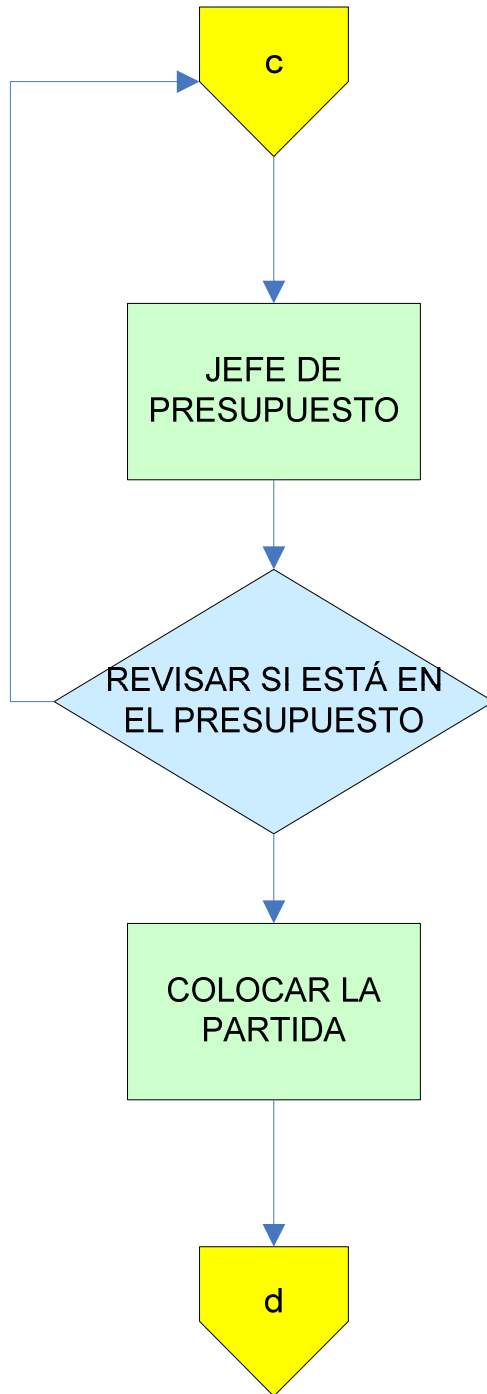 c
JEFE DE
PRESUPUESTO
REVISAR SI ESTÁ EN
EL PRESUPUESTO
COLOCAR LA
PARTIDA
d